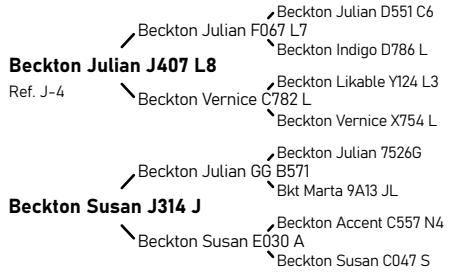 Beckton Julian D551 C6
Beckton Julian F067 L7
Beckton Indigo D786 L
Beckton Julian J407 L8
Ref. J-4
Beckton Likable Y124 L3
Beckton Vernice C782 L
Beckton Vernice X754 L
Beckton Julian 7526G
Beckton Julian GG B571
Bkt Marta 9A13 JL
Beckton Susan J314 J
Beckton Accent C557 N4
Beckton Susan E030 A
Beckton Susan C047 S